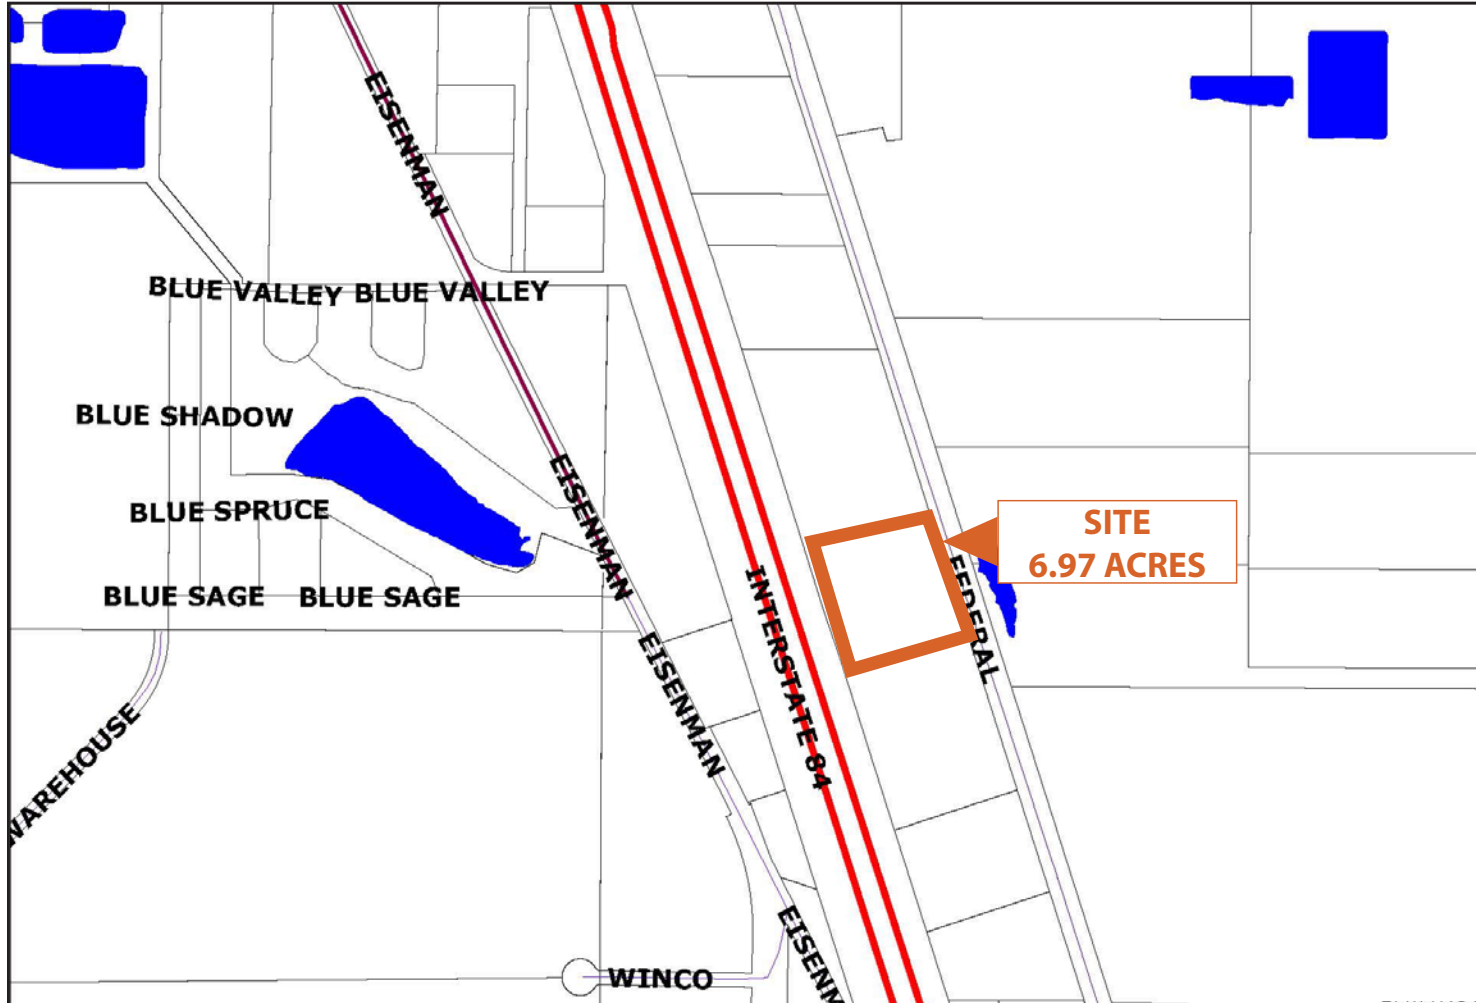 EISENMAN
BLUE VALLEY BLUE VALLEY
BLUE SHADOW
EISENMAN
BLUE SPRUCE
SITE
6.97 ACRES
FEDERAL
INTERSTATE 84
BLUE SAGE BLUE SAGE
EISENMAN
WAREHOUSE
EISENM
WINCO